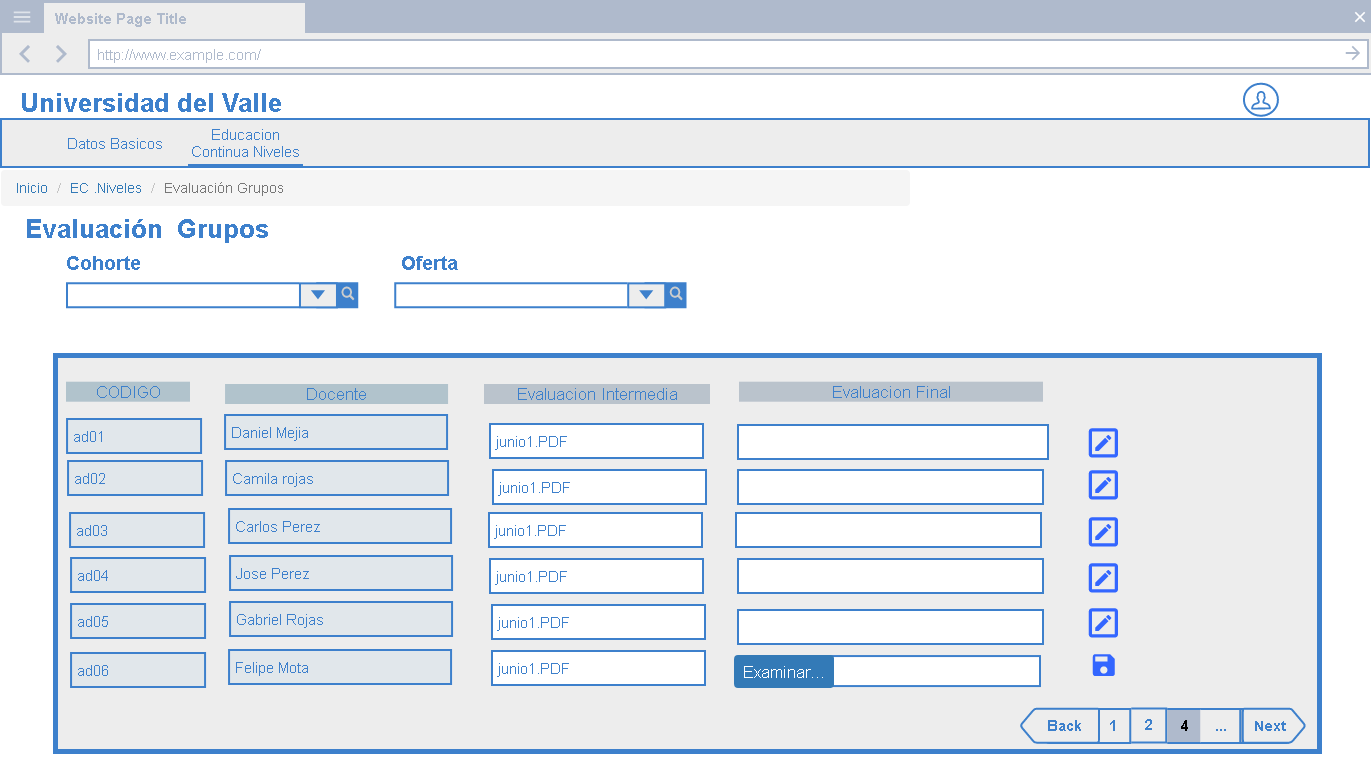 Website Page Title
http://www.example.com/
Universidad del Valle
Datos Basicos
Educacion
Continua Niveles
Inicio / EC .Niveles / Evaluación Grupos
Evaluación Grupos
Cohorte Oferta
CODIGO Docente Evaluacion Intermedia Evaluacion Final
ad01 Daniel Mejia junio1.PDF
ad02 Camila rojas junio1.PDF
ad03 Carlos Perez junio1.PDF
ad04 Jose Perez junio1.PDF
ad05 Gabriel Rojas junio1.PDF
ad06 Felipe Mota junio1.PDF Examinar...
Back 1 2 4 ... Next